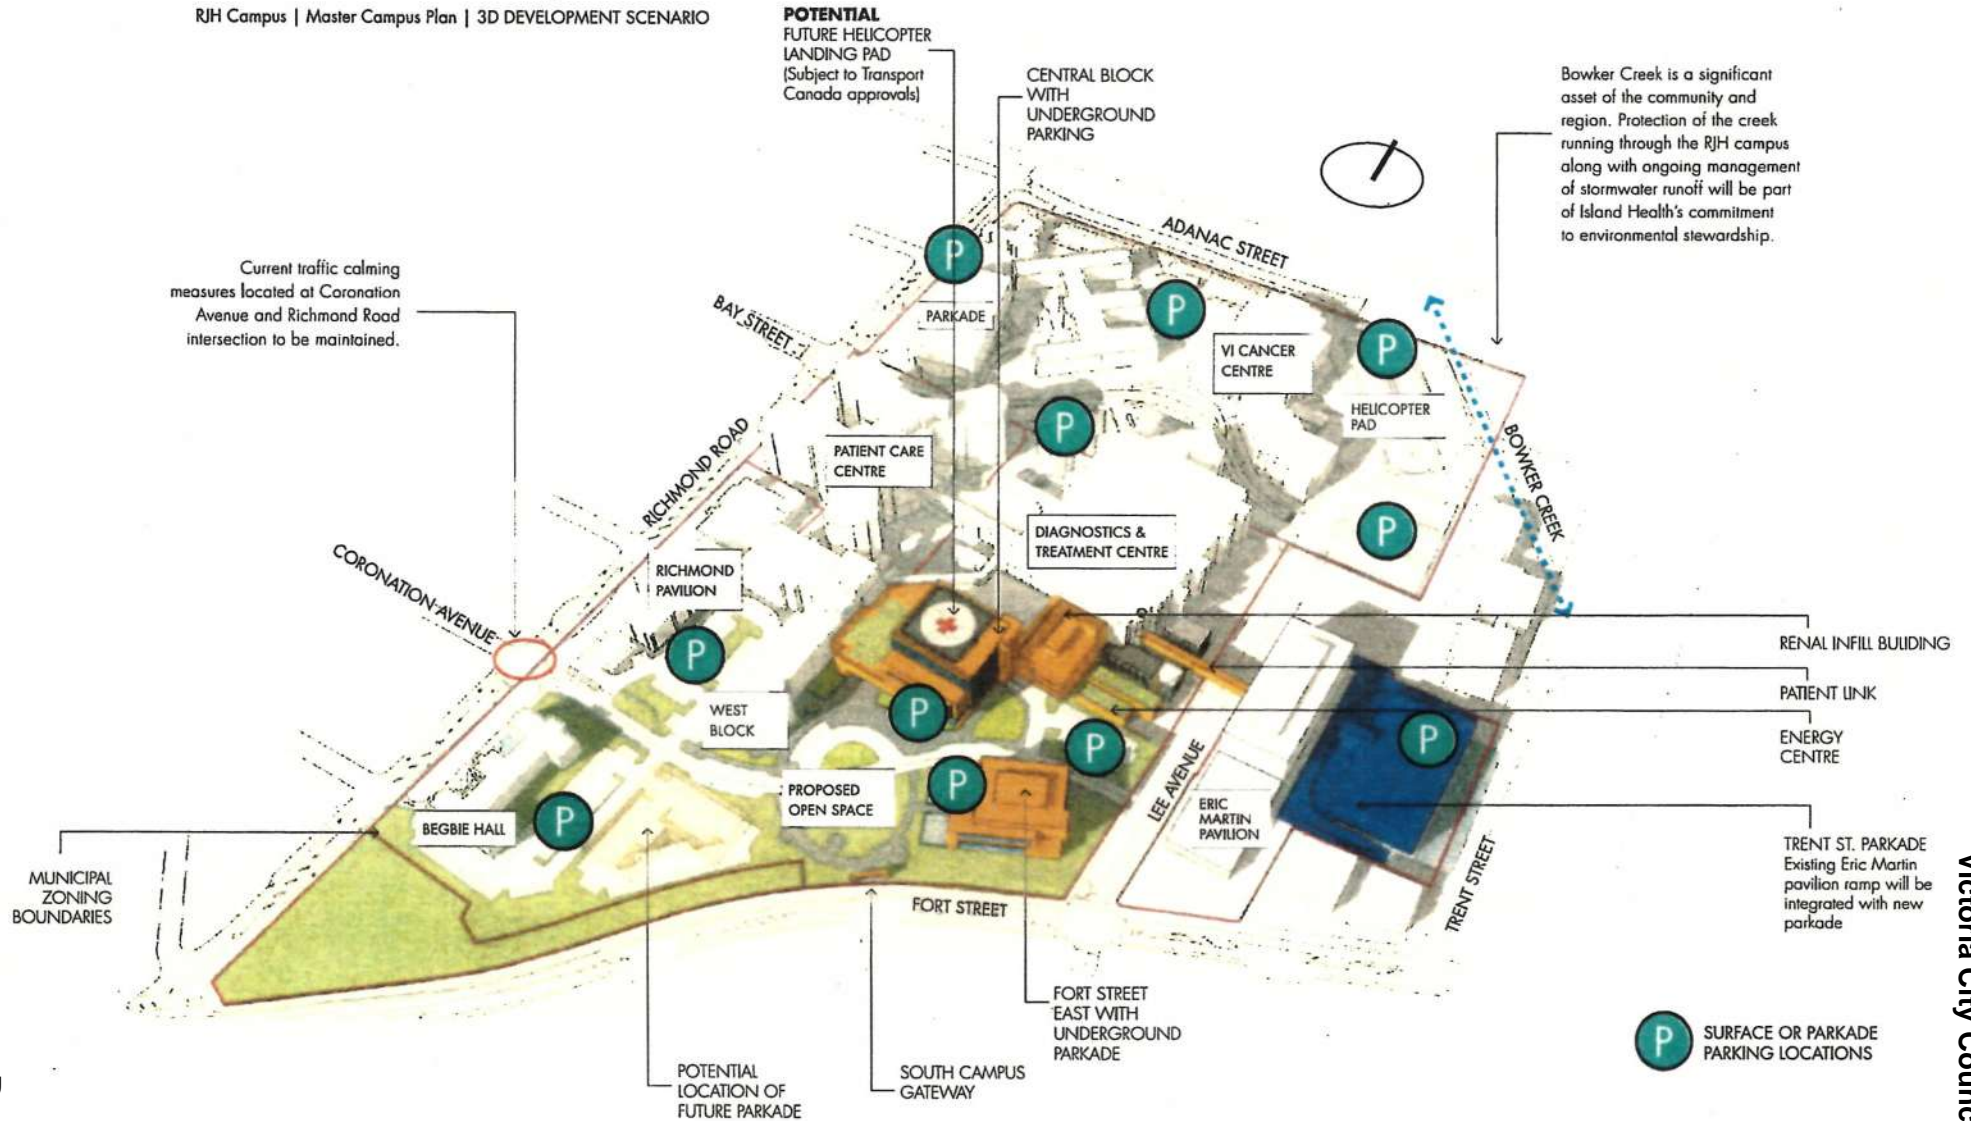 RJH Campus | Master Campus Plan | 3D DEVELOPMENT SCENARIO
POTENTIAL
FUTURE HELICOPTER
LANDING PAD
(Subject to Transport
Canada approvals)
CENTRAL BLOCK
WITH
UNDERGROUND
PARKING
Bowker Creek is a significant
asset of the community and
region. Protection of the creek
running through the RJH campus
along with ongoing management
of stormwater runoff will be part
of Island Health's commitment
to environmental stewardship.
Current traffic calming
measures located at Coronation
Avenue and Richmond Road
intersection to be maintained.
ADANAC STREET
P
PARKADE
P
BAY STREET
VI CANCER
CENTRE
P
HELICOPTER
PAD
P
RICHMOND ROAD
PATIENT CARE
CENTRE
BOWKER CREEK
DIAGNOSTICS &
TREATMENT CENTRE
P
CORONATION AVENUE
RICHMOND
PAVILION
P
RENAL INFILL BULIDING
PATIENT LINK
ENERGY
CENTRE
WEST
BLOCK
P
P
P
PROPOSED
OPEN SPACE
P
LEE AVENUE
ERIC
MARTIN
PAVILION
BEGBIE HALL
P
TRENT ST. PARKADE
Existing Eric Martin
pavilion ramp will be
integrated with new
parkade
TRENT STREET
MUNICIPAL
ZONING
BOUNDARIES
FORT STREET
FORT STREET
EAST WITH
UNDERGROUND
PARKADE
POTENTIAL
LOCATION OF
FUTURE PARKADE
SOUTH CAMPUS
GATEWAY
P
SURFACE OR PARKADE
PARKING LOCATIONS
Victoria City Counc